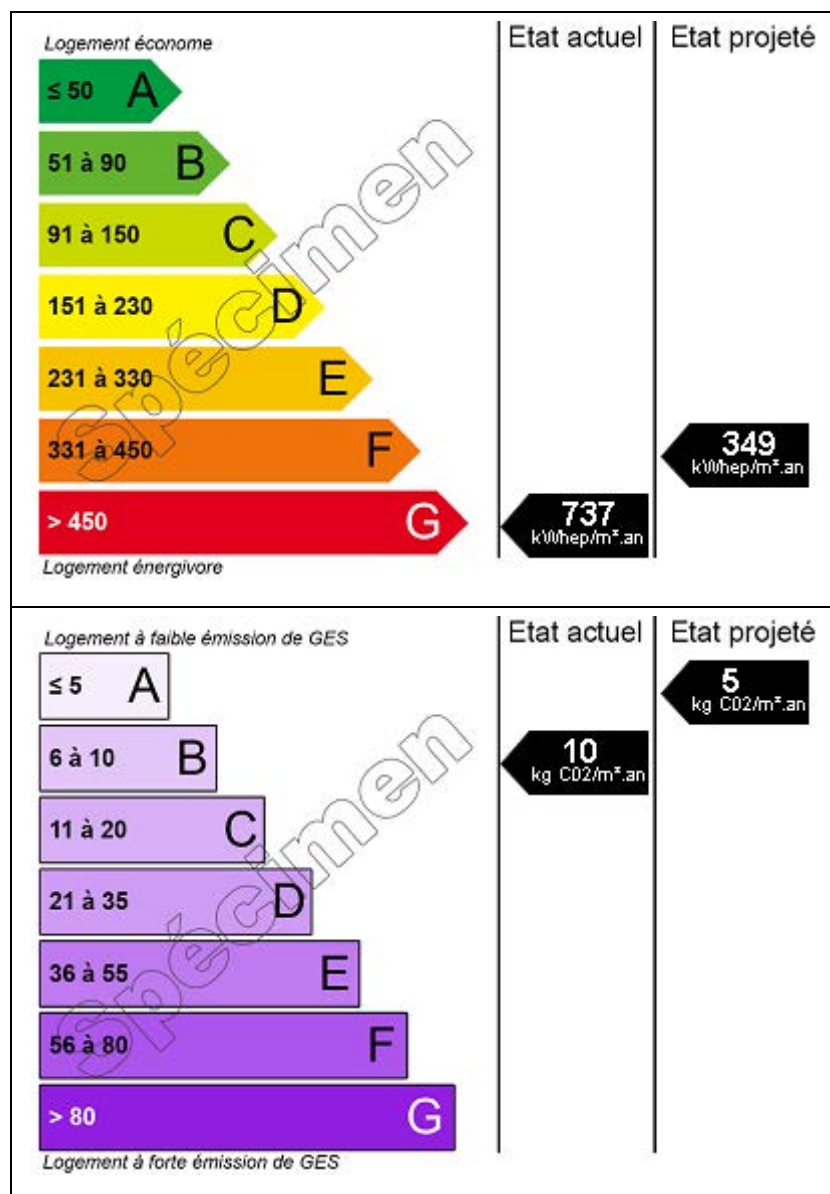 Logement économe
Etat actuel
Etat projeté
≤ 50 A
51 à 90 B
91 à 150 C
151 à 230 D
231 à 330 E
331 à 450 F
349
kWhep/m².an
> 450 G
737
kWhep/m².an
Logement énergivore
Spécimen
Logement à faible émission de GES
Etat actuel
Etat projeté
≤ 5 A
5
kg CO2/m².an
6 à 10 B
10
kg CO2/m².an
11 à 20 C
21 à 35 D
36 à 55 E
56 à 80 F
> 80 G
Logement à forte émission de GES
Spécimen